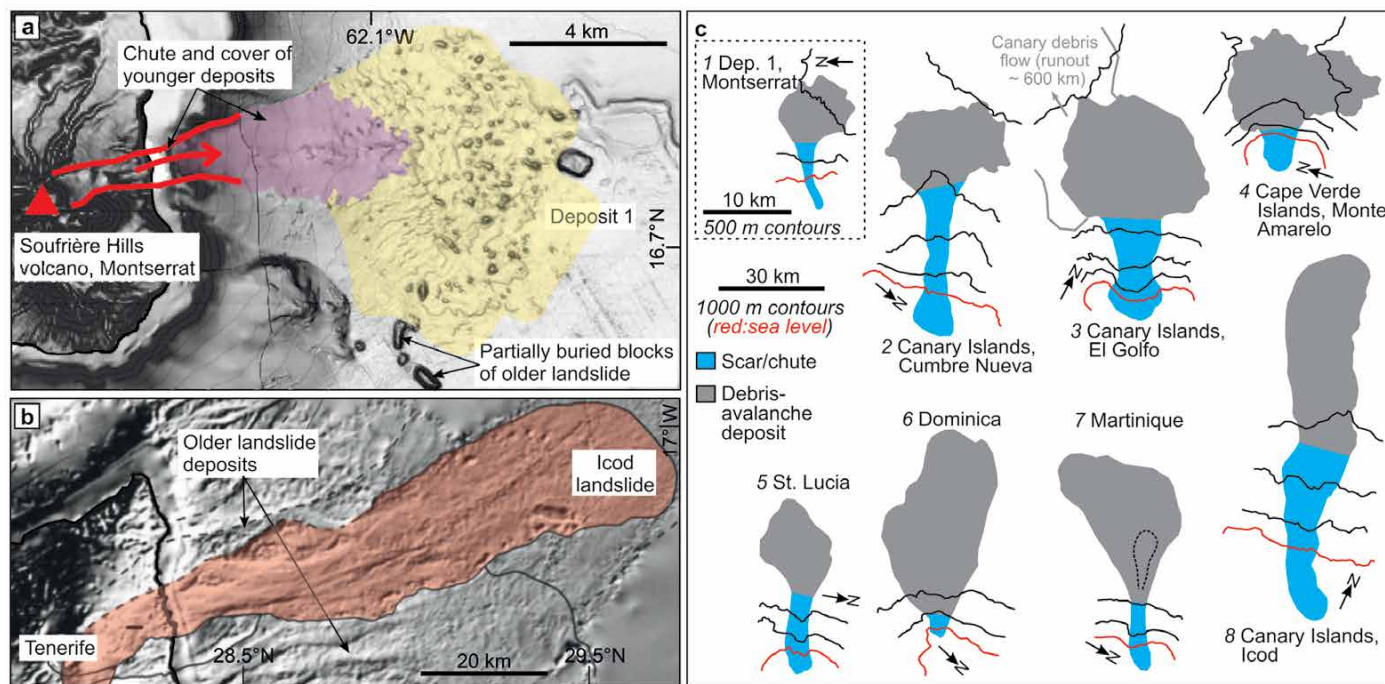 a
62.1°W
4 km
Chute and cover of
younger deposits
Deposit 1
16.7°N
Soufrière Hills
volcano, Montserrat
Partially buried blocks
of older landslide
b
17°W
Older landslide
deposits
Icod
landslide
Tenerife
28.5°N
20 km
29.5°N
c
1 Dep. 1,
Montserrat
N
10 km
500 m contours
Canary debris
flow (runout
~ 600 km)
30 km
1000 m contours
(red:sea level)
Scar/chute
Debris-
avalanche
deposit
N
2 Canary Islands,
Cumbre Nueva
N
3 Canary Islands,
El Golfo
N
4 Cape Verde
Islands, Monte
Amarelo
5 St. Lucia
N
6 Dominica
N
7 Martinique
N
N
8 Canary Islands,
Icod